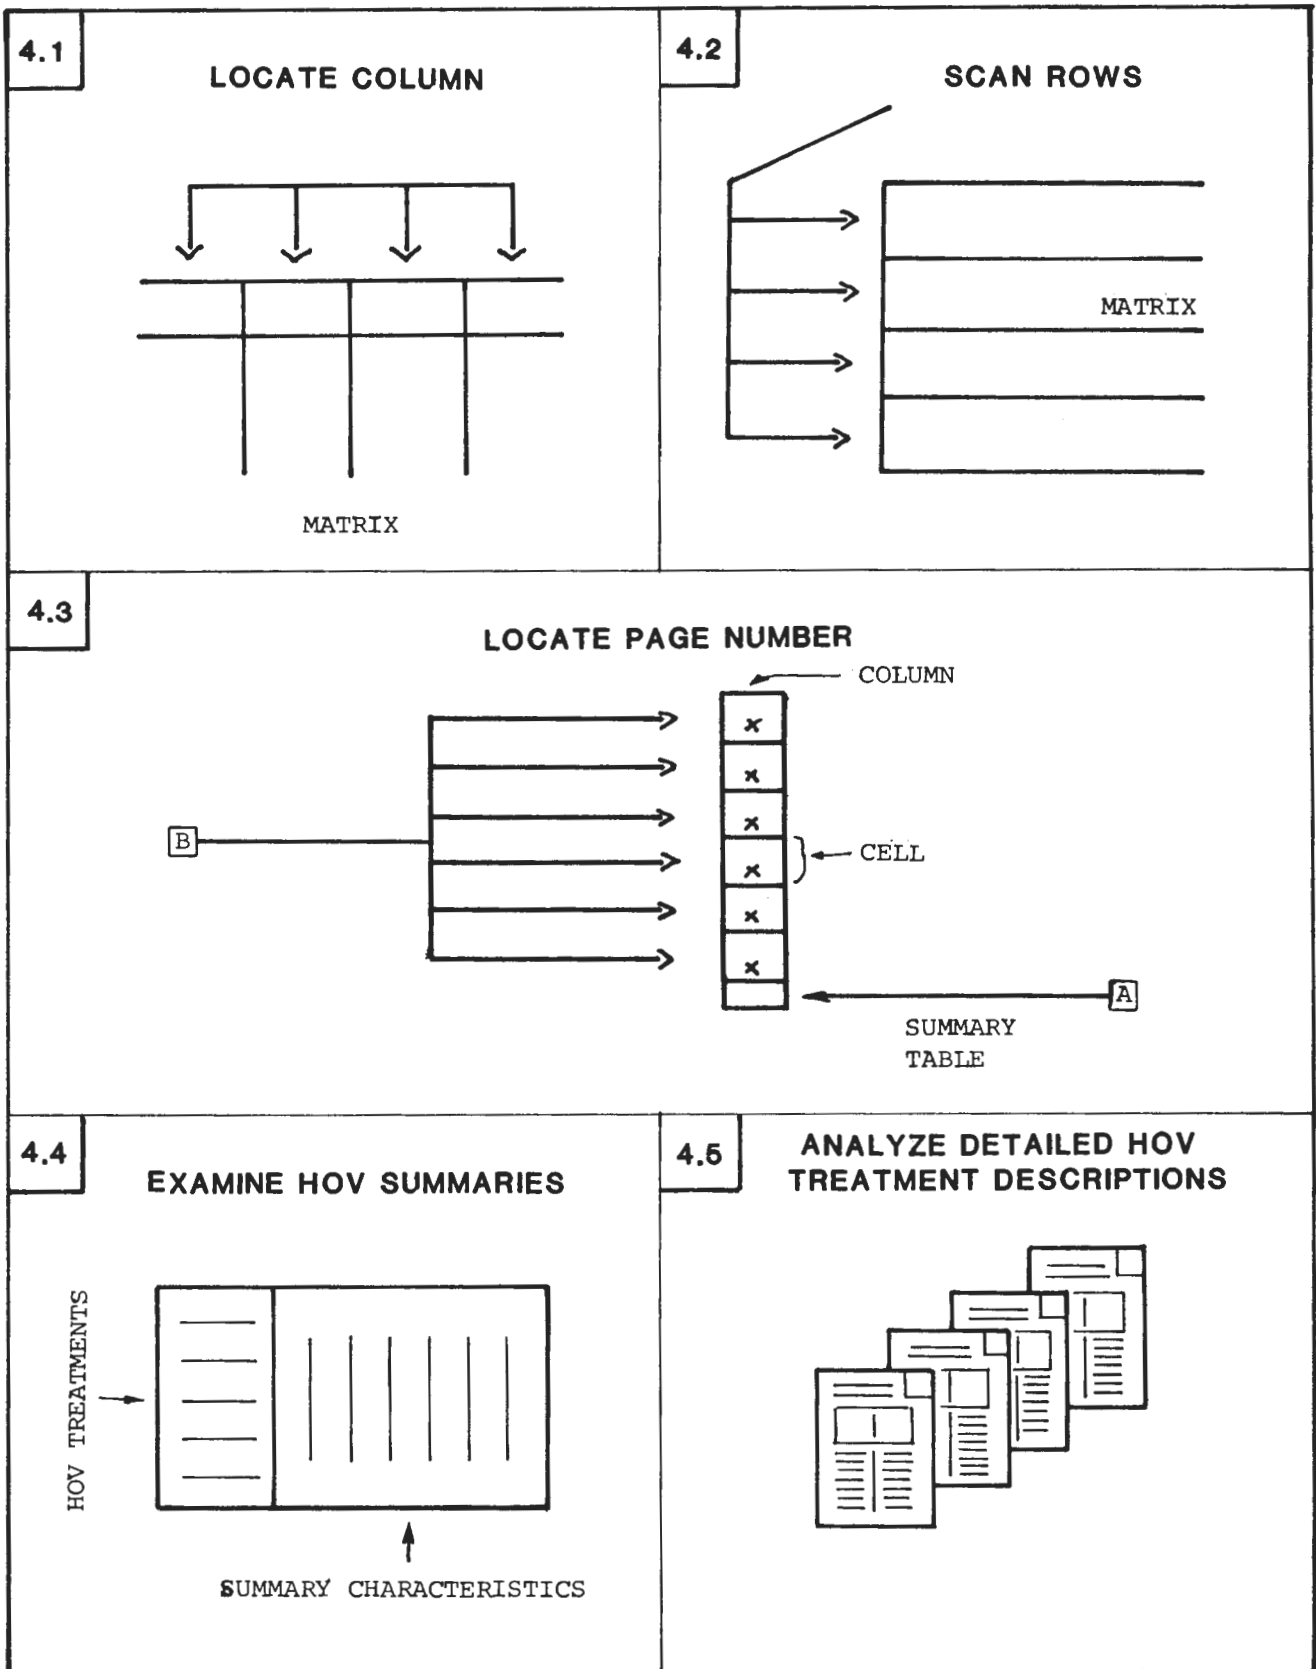 4.1
LOCATE COLUMN
MATRIX
4.2
SCAN ROWS
MATRIX
4.3
LOCATE PAGE NUMBER
COLUMN
x
x
x
B
x
CELL
x
x
A
SUMMARY
TABLE
4.4
EXAMINE HOV SUMMARIES
HOV TREATMENTS
SUMMARY CHARACTERISTICS
4.5
ANALYZE DETAILED HOV
TREATMENT DESCRIPTIONS